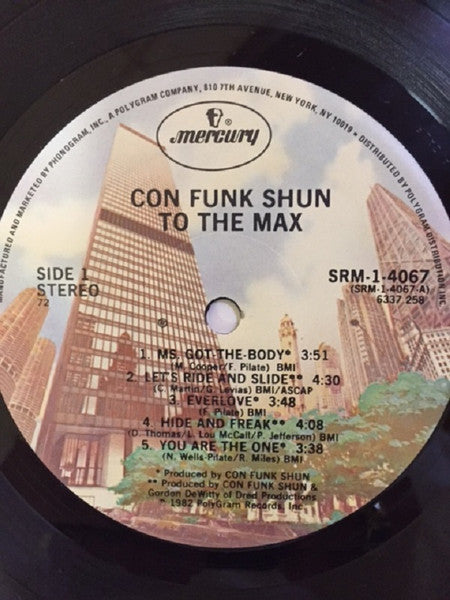 MANUFACTURED AND MARKETED BY PHONOGRAM, INC., A POLYGRAM COMPANY, 810 7TH AVENUE, NEW YORK, NY 10019 • DISTRIBUTED BY POLYGRAM DISTRIBUTION, INC.
®
mercury
CON FUNK SHUN
TO THE MAX
SIDE 1
STEREO
72
SRM-1-4067
(SRM-1-4067-A)
6337 258
℗
1. MS. GOT-THE-BODY* 3:51
(M. Cooper/F. Pilate) BMI
2. LET'S RIDE AND SLIDE** 4:30
(C. Martin/G. Levias) BMI/ASCAP
3. EVERLOVE* 3:48
(F. Pilate) BMI
4. HIDE AND FREAK** 4:08
(D. Thomas/L. Lou McCall/P. Jefferson) BMI
5. YOU ARE THE ONE* 3:38
(N. Wells-Pilate/R. Miles) BMI
* Produced by CON FUNK SHUN
** Produced by CON FUNK SHUN &
Gordon DeWitty of Dred Productions
℗ 1982 PolyGram Records, Inc.